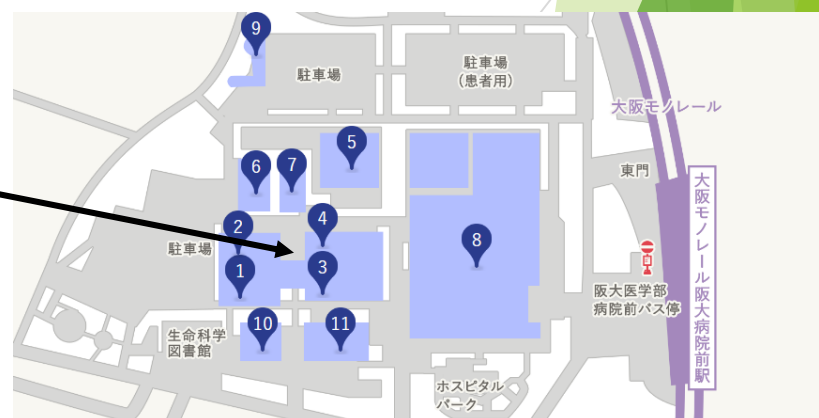 9
駐車場
駐車場
(患者用)
大阪モノレール
5
6
7
東門
大阪モノレール阪大病院前駅
2
4
8
駐車場
1
3
阪大医学部
病院前バス停
10
11
生命科学
図書館
ホスピタル
パーク